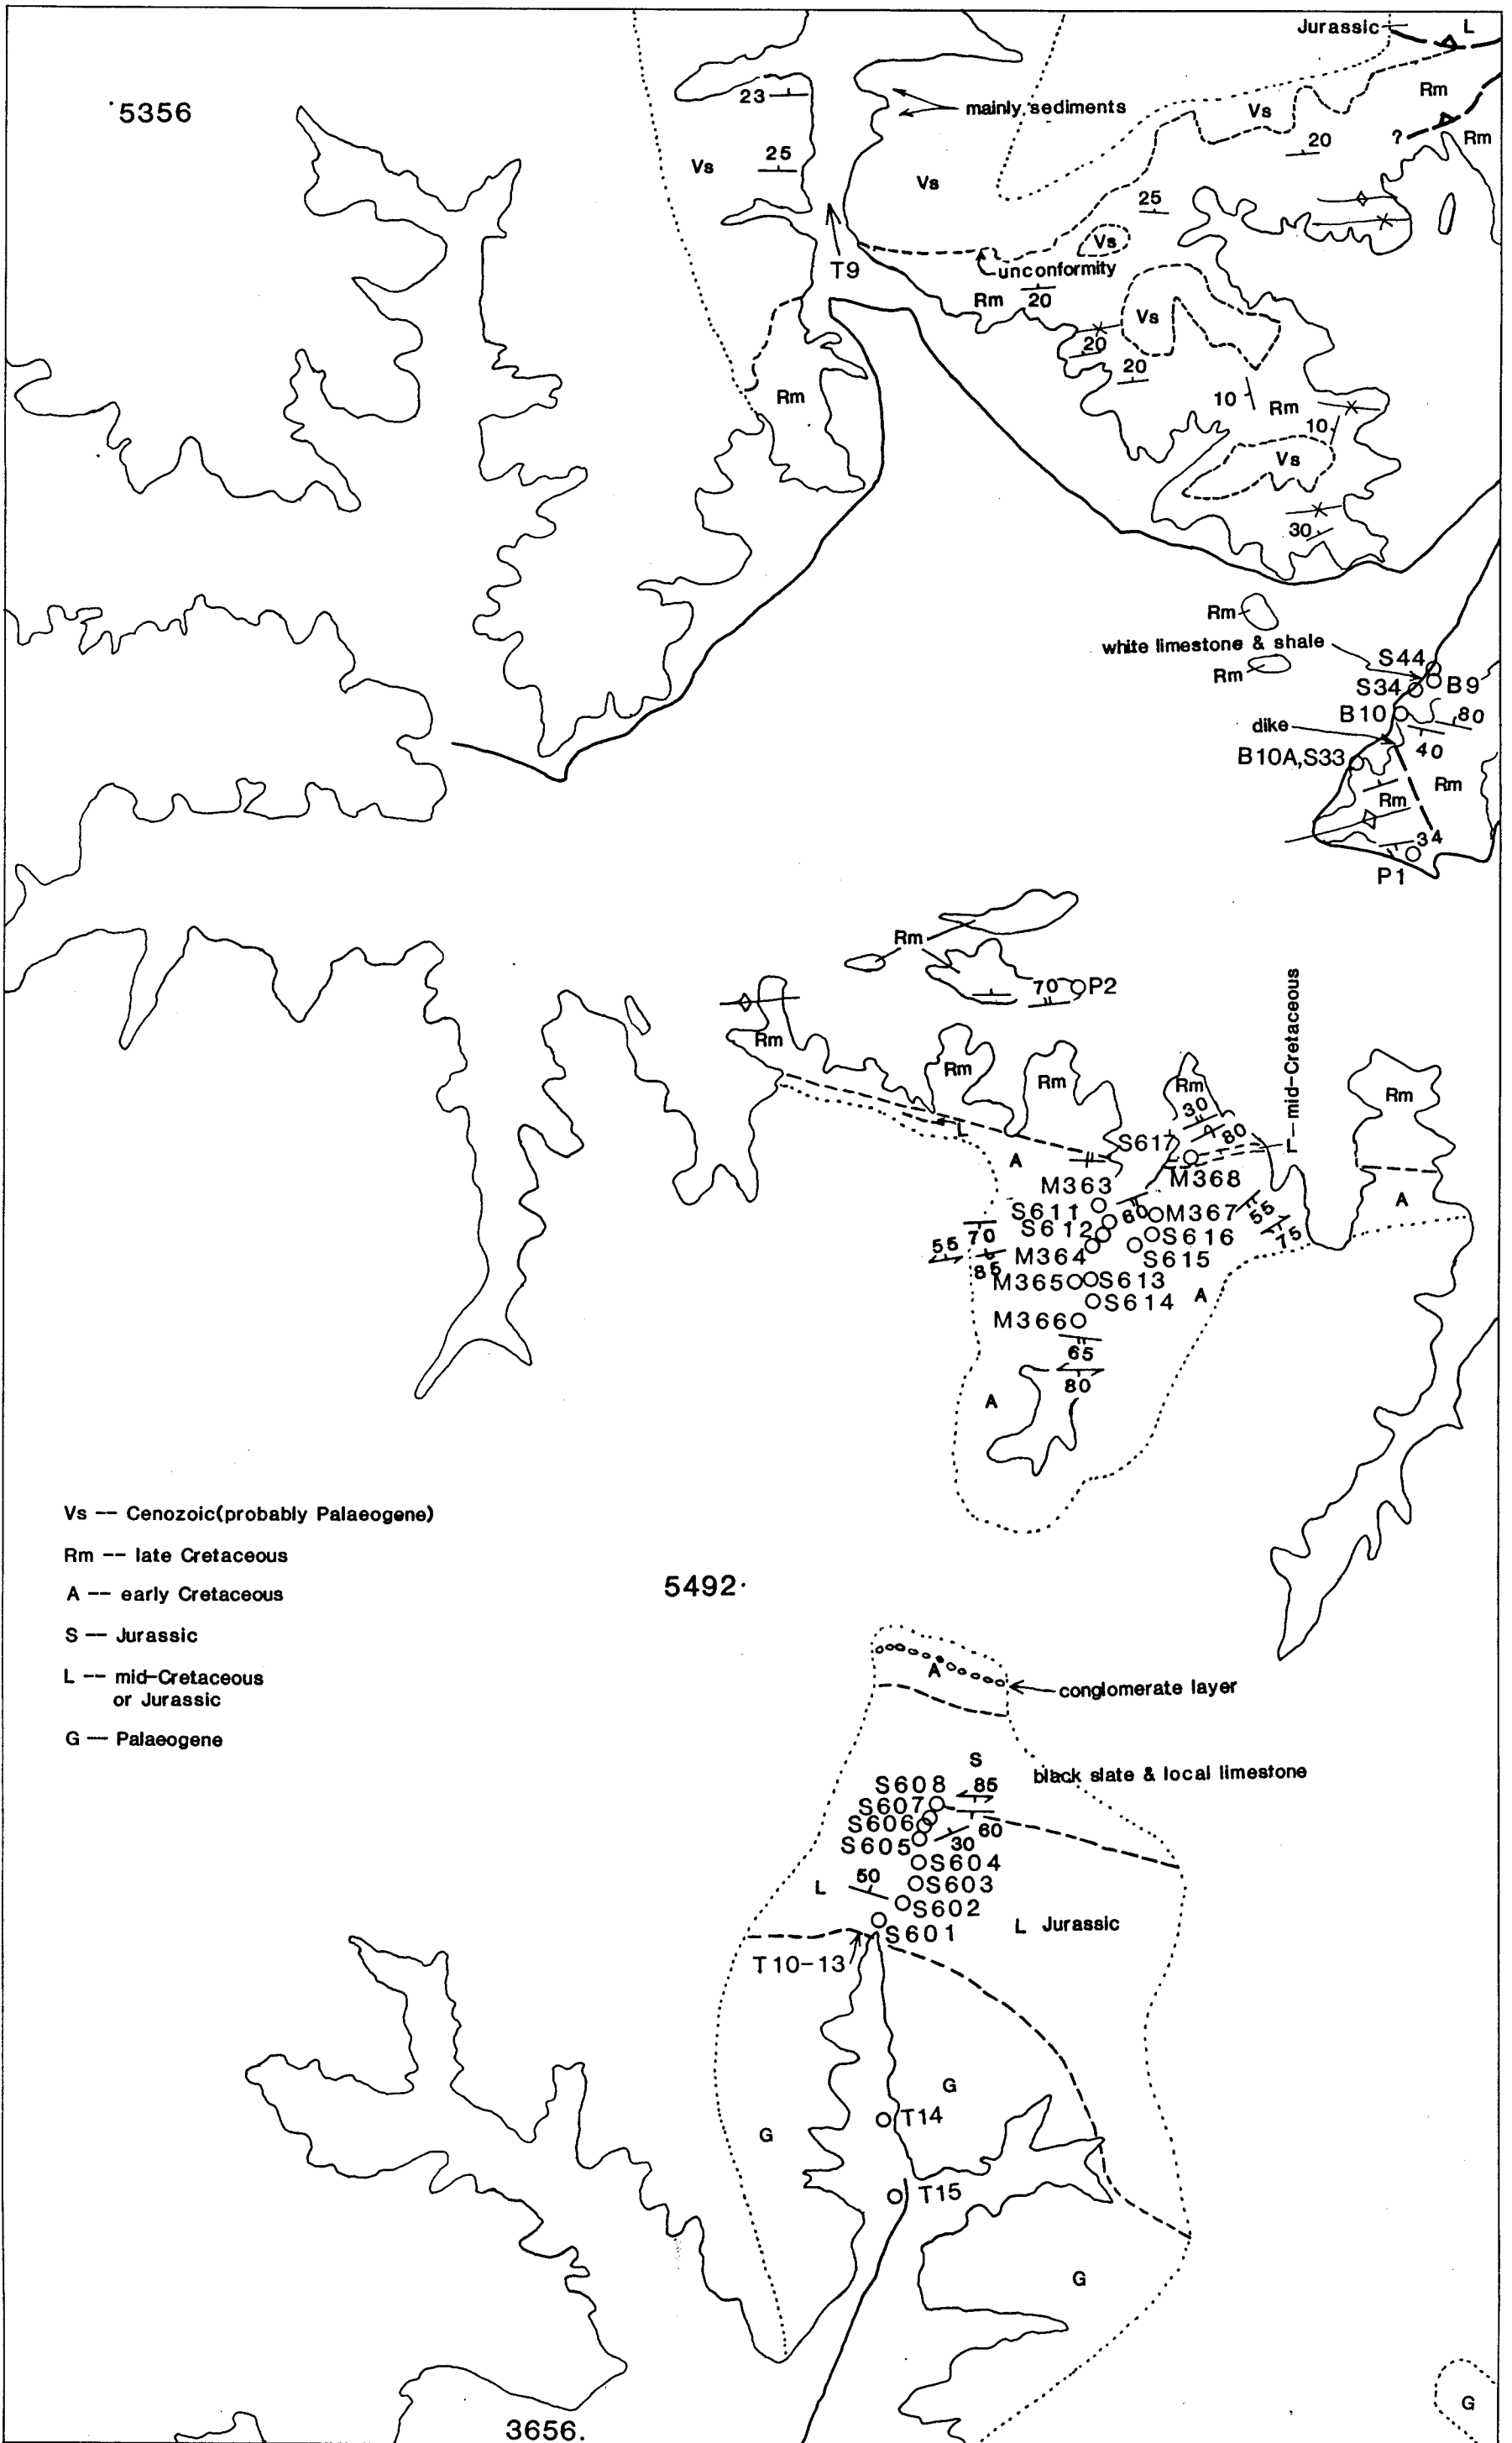 Jurassic
L
5356
23
mainly sediments
Vs
Rm
?
Rm
20
25
Vs
Vs
25
Vs
T9
unconformity
Rm
20
Vs
20
20
10
Rm
10
Rm
Vs
30
Rm
white limestone & shale
S44
Rm
S34
B9
B10
80
dike
40
B10A,S33
Rm
Rm
34
P1
Rm
70
P2
Rm
L—mid-Cretaceous
Rm
Rm
Rm
Rm
30
80
L
A
S617
M363
M368
A
S611
60
M367
55
S612
S616
75
70
55
M364
S615
85
M365
S613
S614
A
M366
65
80
A
Vs -- Cenozoic(probably Palaeogene)
Rm -- late Cretaceous
5492
A -- early Cretaceous
S — Jurassic
L -- mid-Cretaceous
or Jurassic
A
conglomerate layer
G — Palaeogene
S
black slate & local limestone
S608
85
S607
S606
60
S605
30
S604
50
L
S603
S602
L Jurassic
S601
T10-13
G
T14
G
T15
G
G
3656.